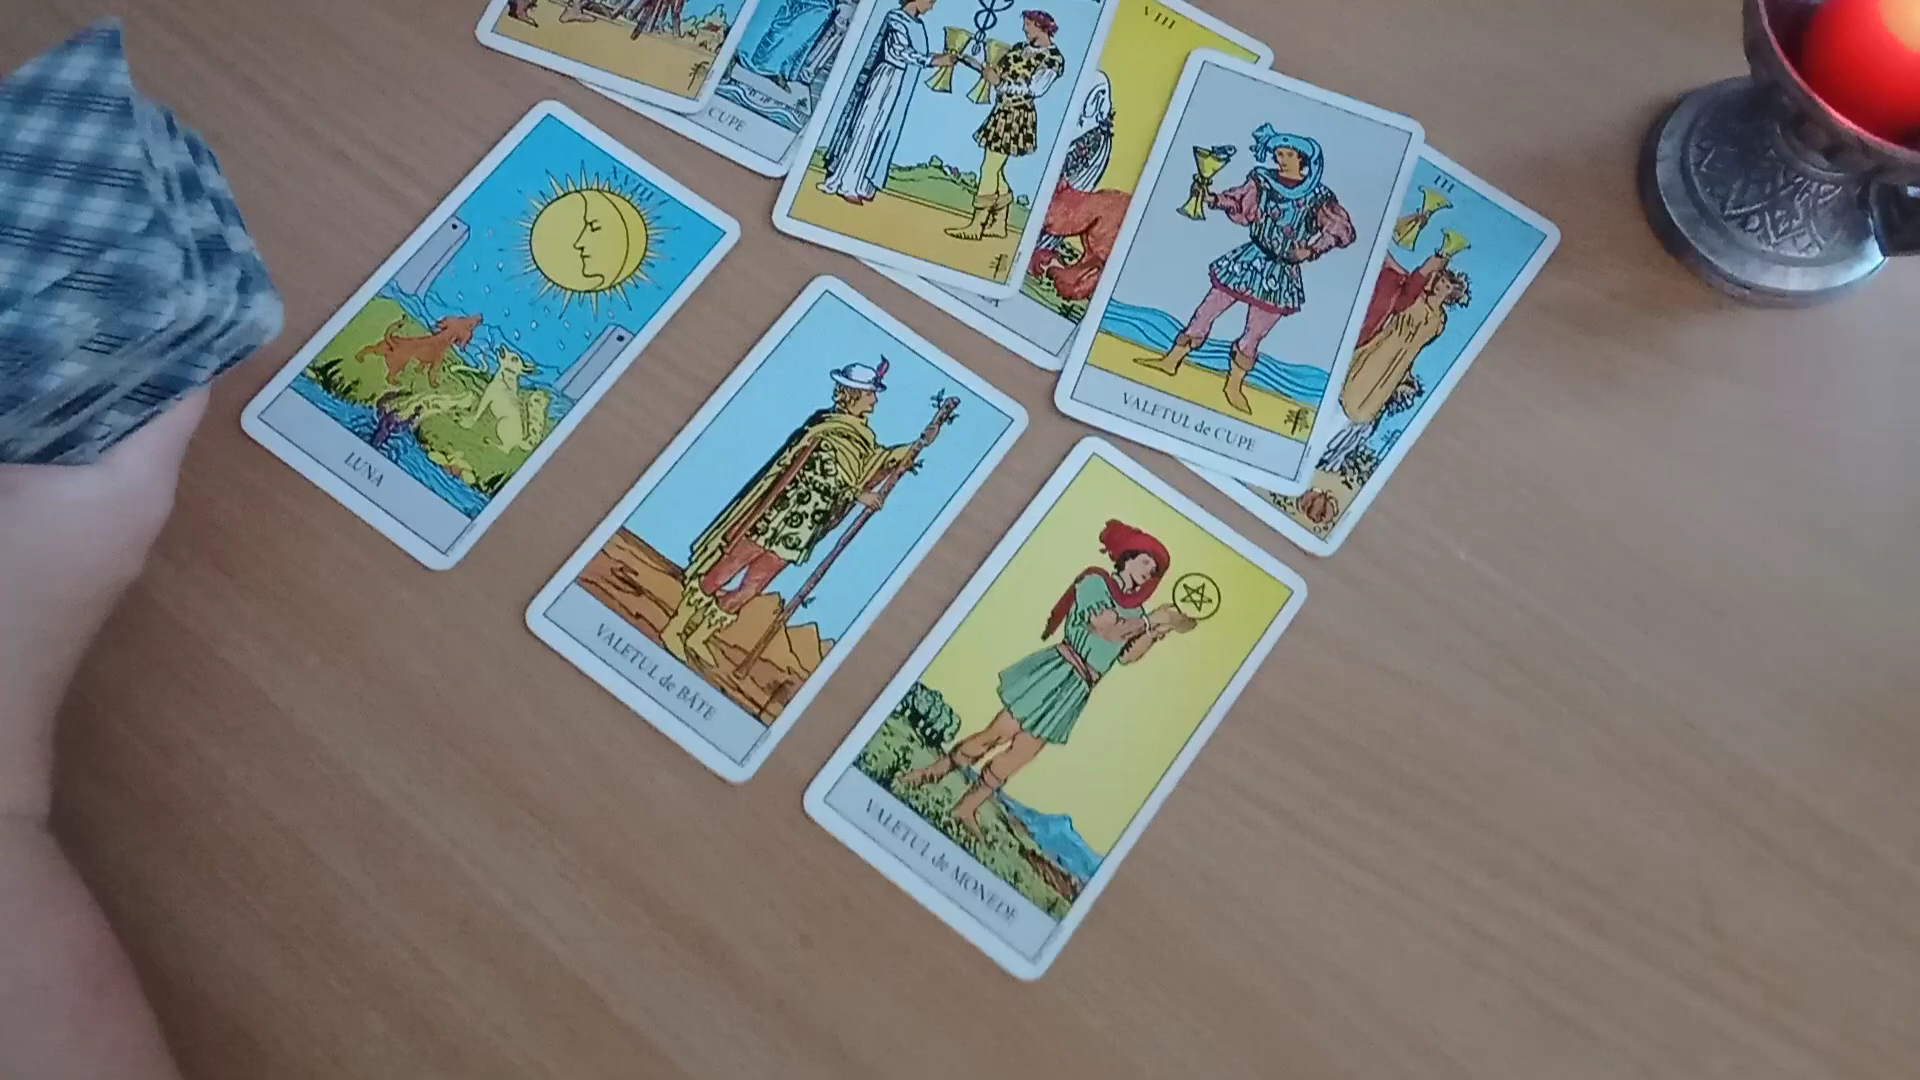 VIII
CUPE
XVIII
III
VALETUL de CUPE
LUNA
VALETUL de BÂTE
VALETUL de MONEDE